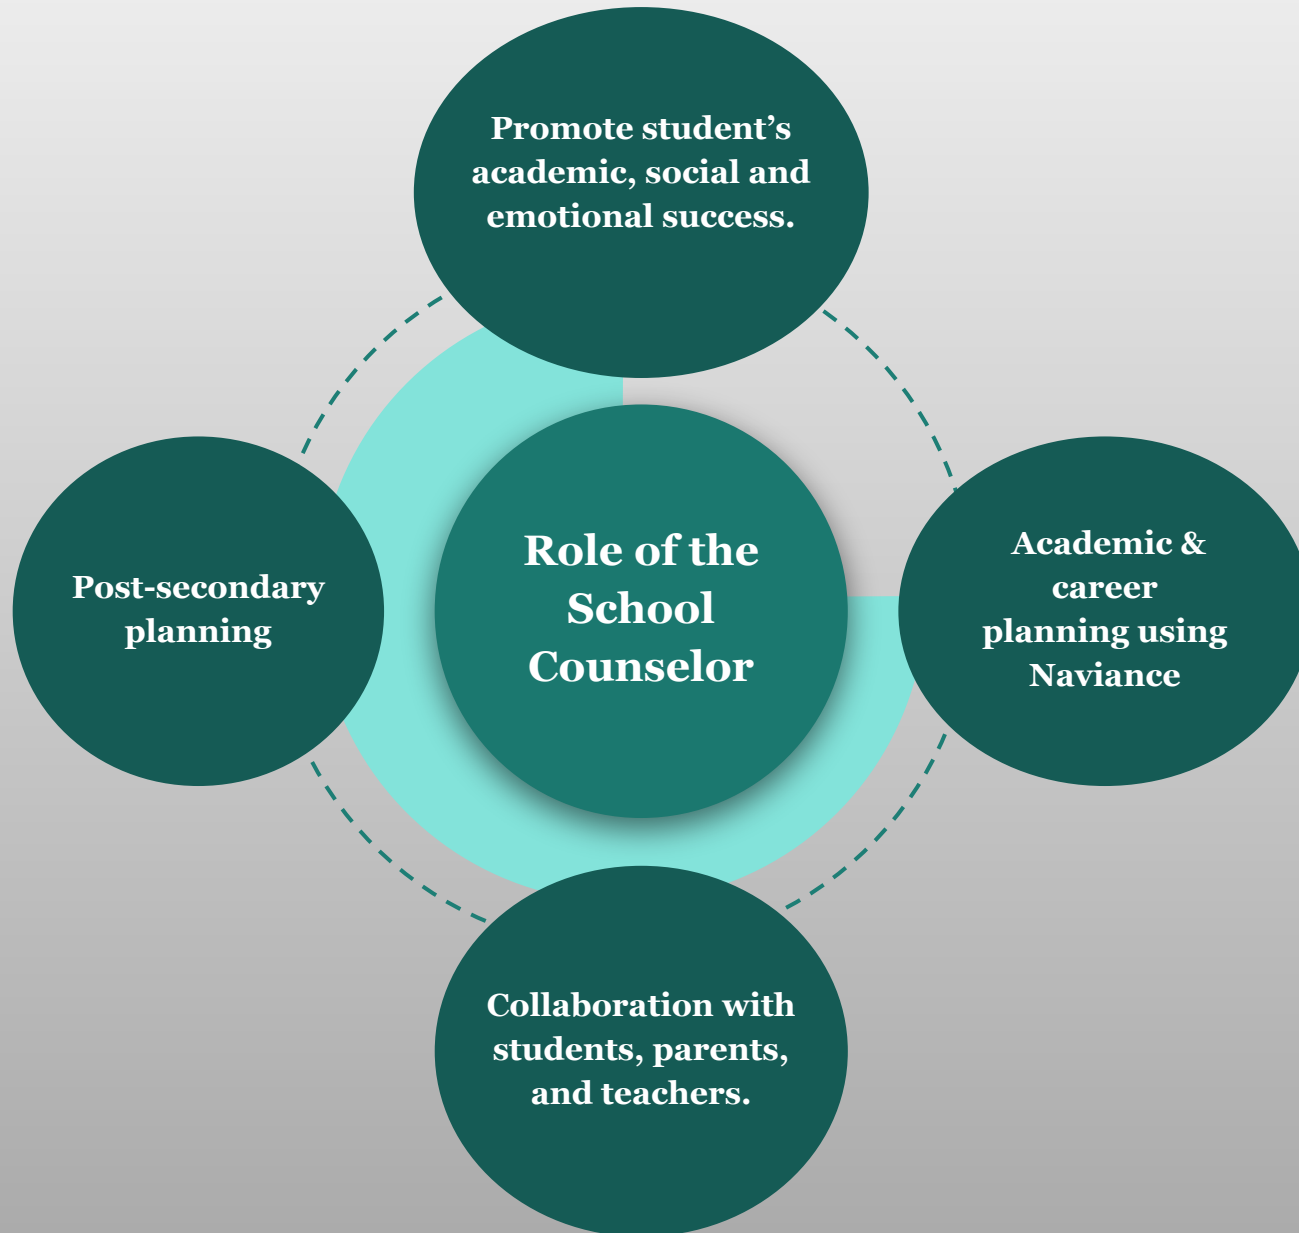 Promote student’s
academic, social and
emotional success.
Role of the
School
Counselor
Academic &
career
planning using
Naviance
Post-secondary
planning
Collaboration with
students, parents,
and teachers.